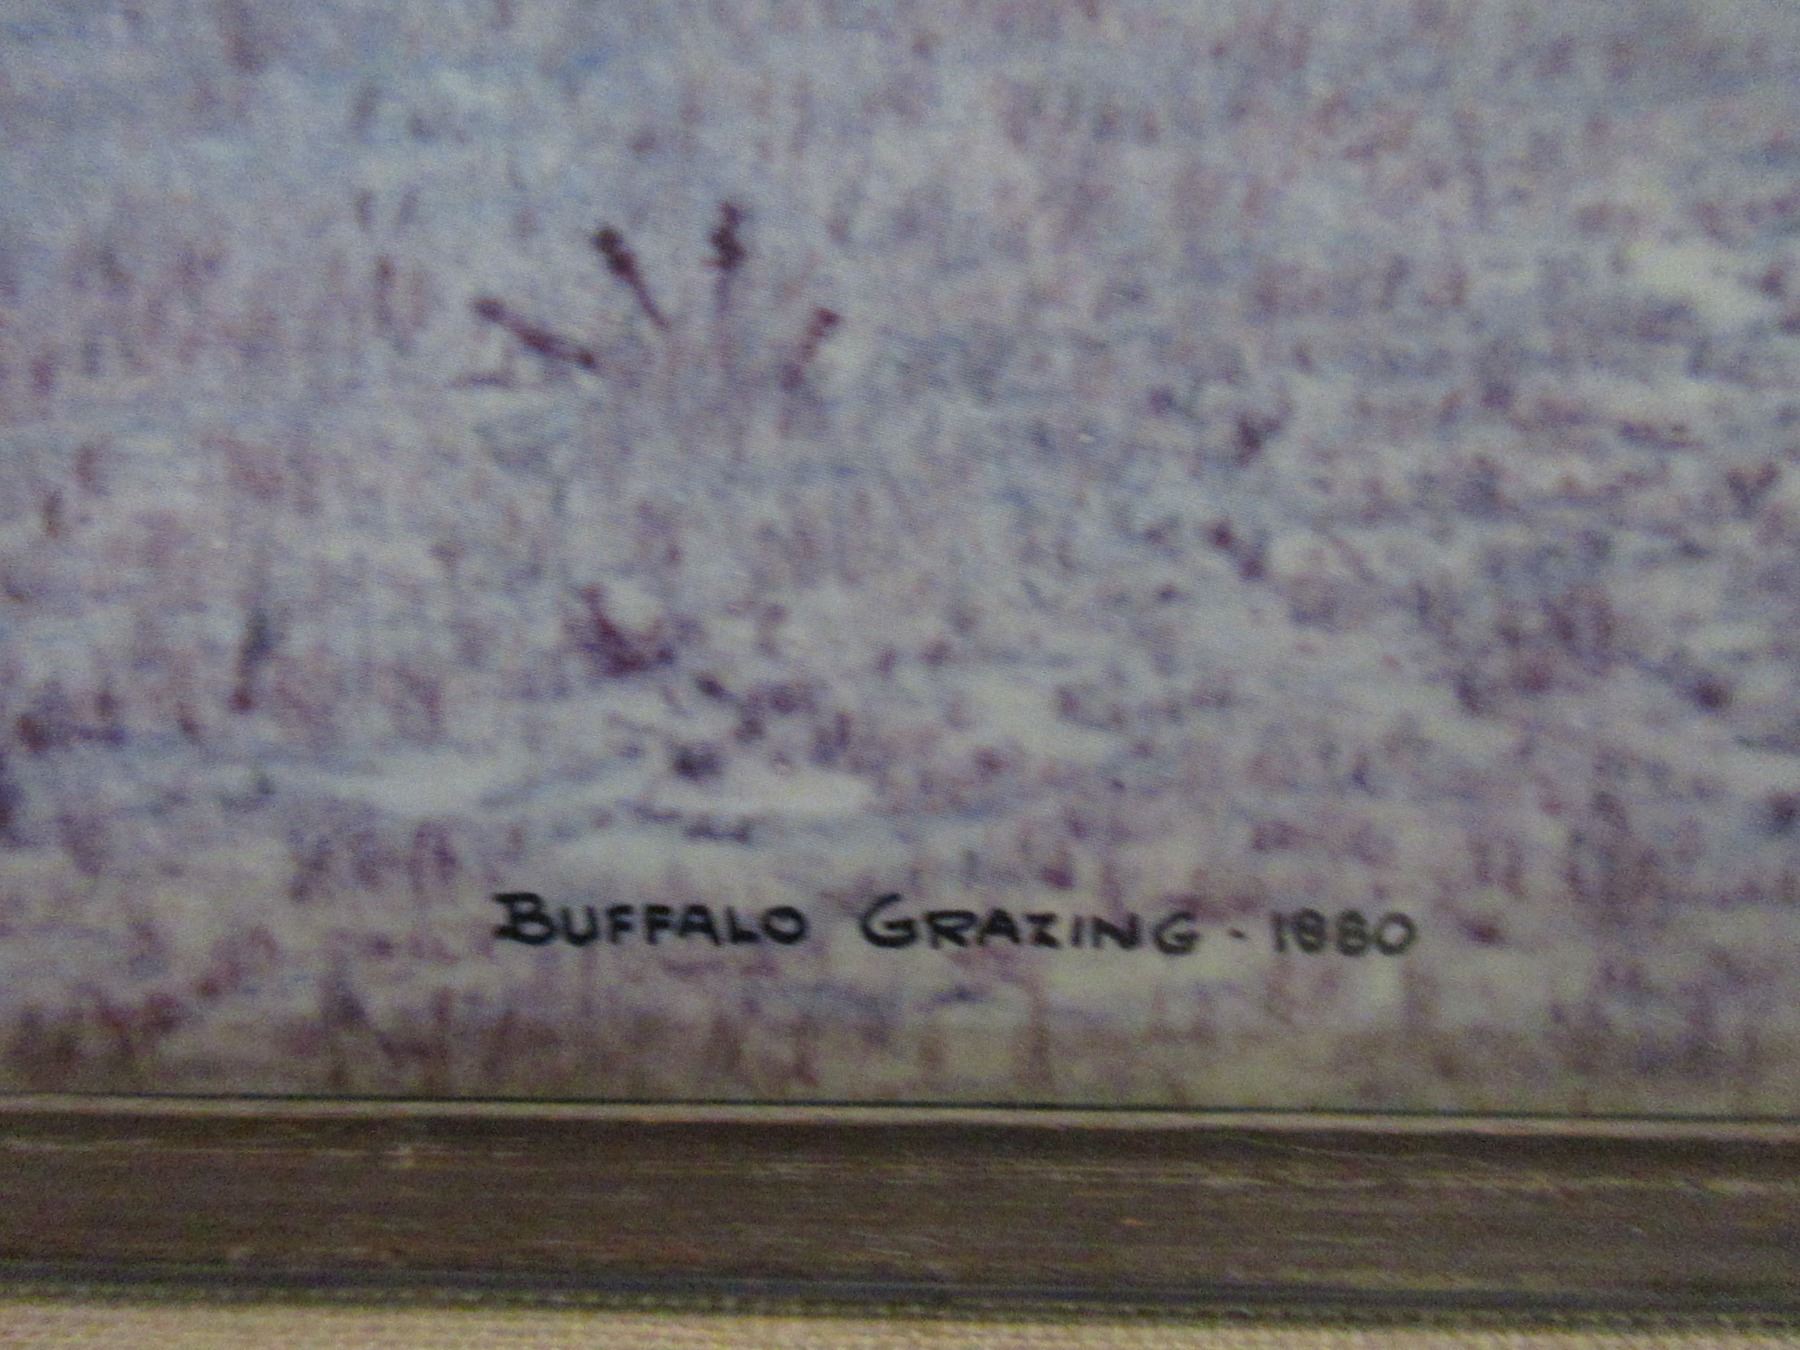 BUFFALO GRAZING - 1880